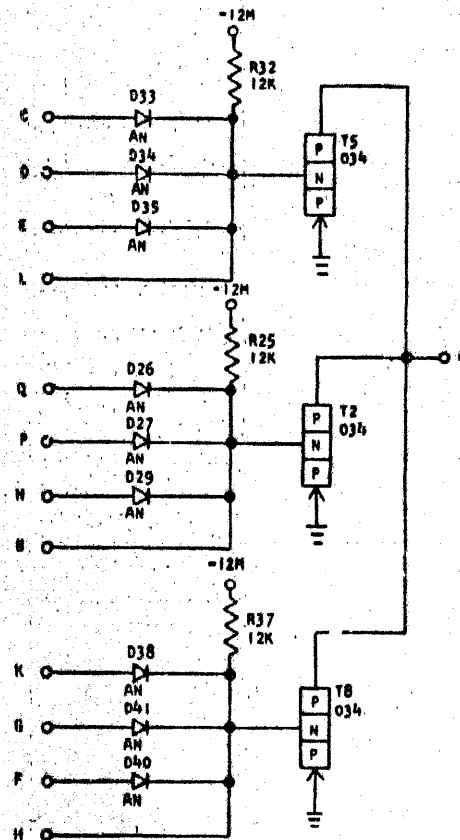 -12M
R32
12K
D33
C
AN
D34
D
AN
D35
E
AN
L
T5
034
P
N
P
-12M
R25
12K
D26
Q
AN
D27
P
AN
D29
N
AN
T2
034
P
N
P
-12M
R37
12K
D38
K
AN
D41
G
AN
D40
F
AN
H
T8
034
P
N
P